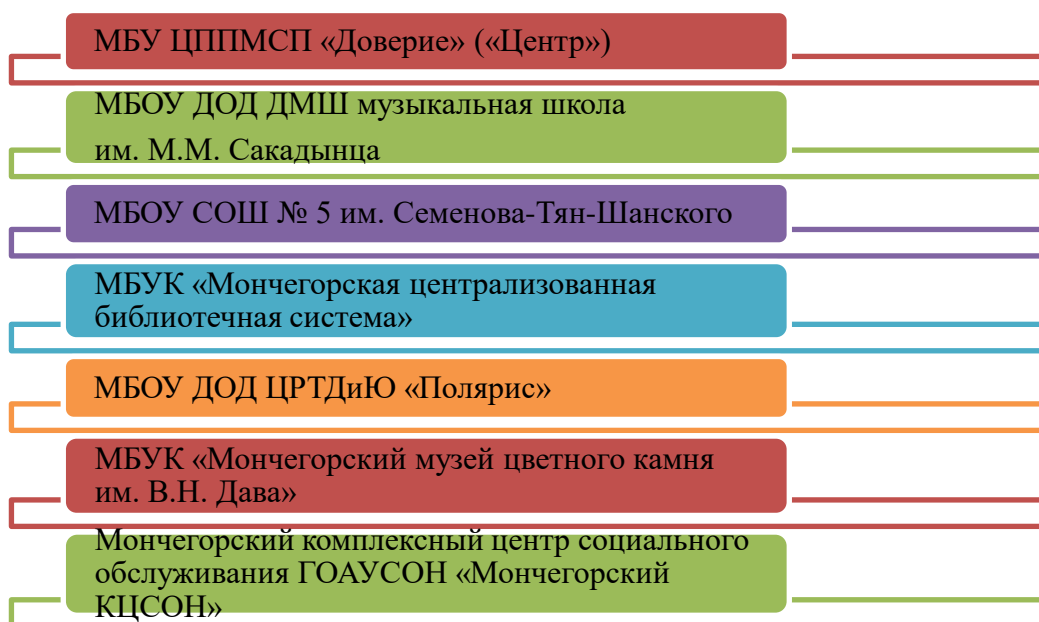 МБУ ЦППМСП «Доверие» («Центр»)
МБОУ ДОД ДМШ музыкальная школа
им. М.М. Сакадынца
МБОУ СОШ № 5 им. Семенова-Тян-Шанского
МБУК «Мончегорская централизованная
библиотечная система»
МБОУ ДОД ЦРТДиЮ «Полярис»
МБУК «Мончегорский музей цветного камня
им. В.Н. Дава»
Мончегорский комплексный центр социального
обслуживания ГОАУСОН «Мончегорский
КЦСОН»